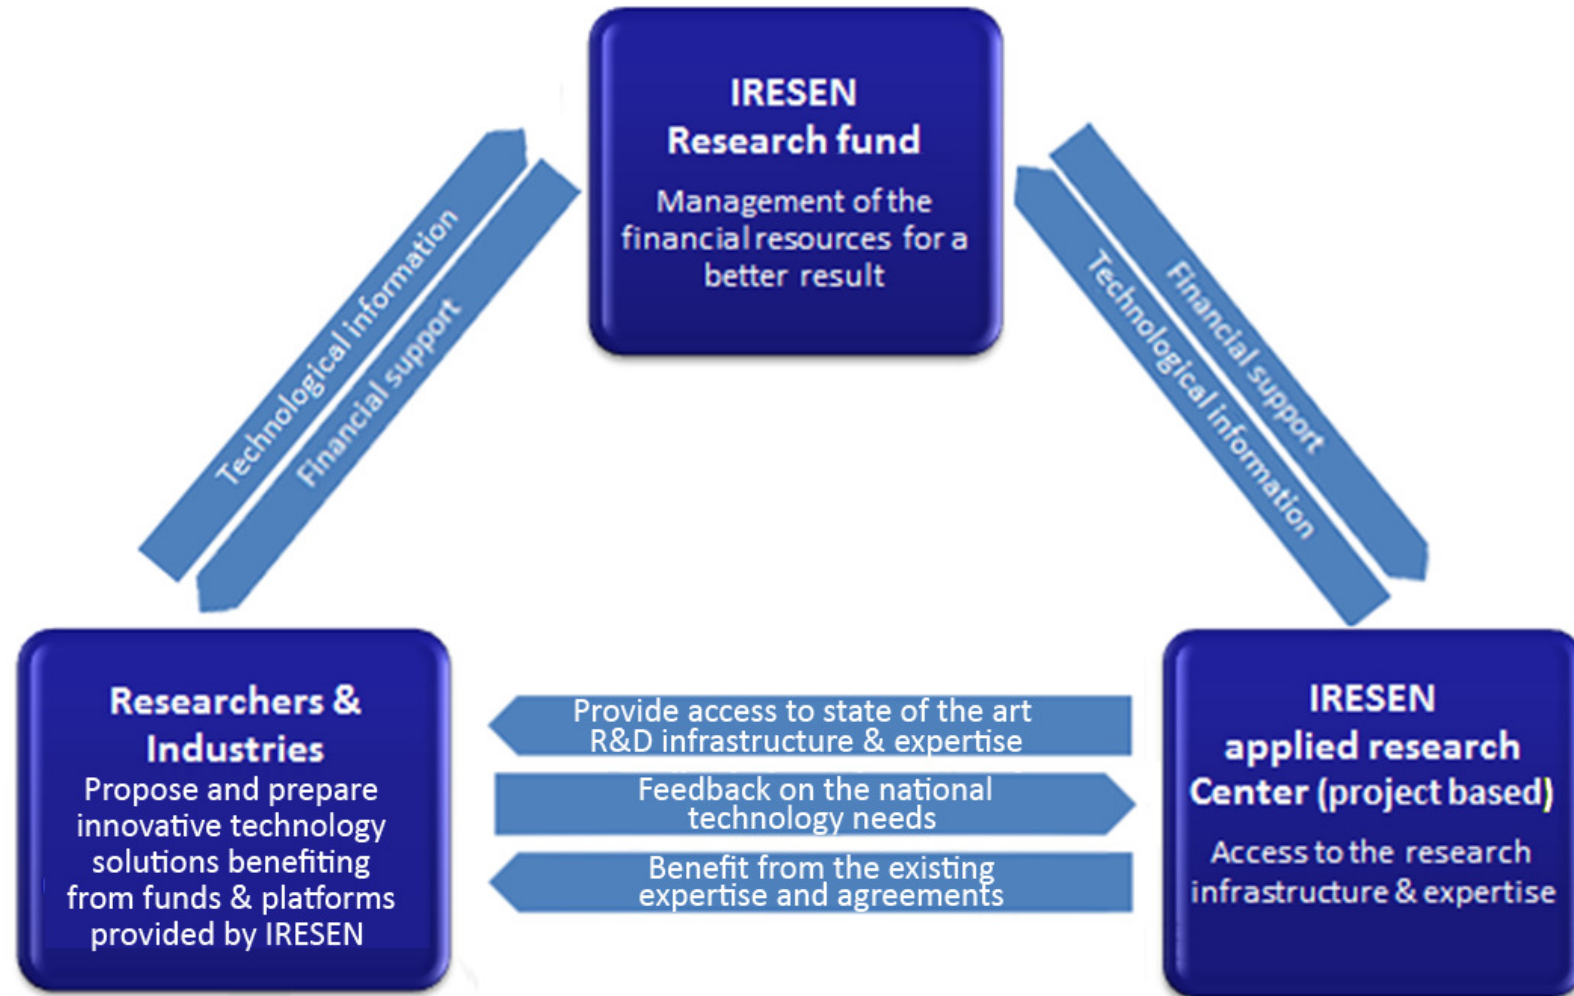 IRESEN
Research fund
Management of the
financial resources for a
better result
Technological information
Financial support
Financial support
Technological information
Researchers &
Industries
Propose and prepare
innovative technology
solutions benefiting
from funds & platforms
provided by IRESEN
Provide access to state of the art
R&D infrastructure & expertise
Feedback on the national
technology needs
Benefit from the existing
expertise and agreements
IRESEN
applied research
Center (project based)
Access to the research
infrastructure & expertise